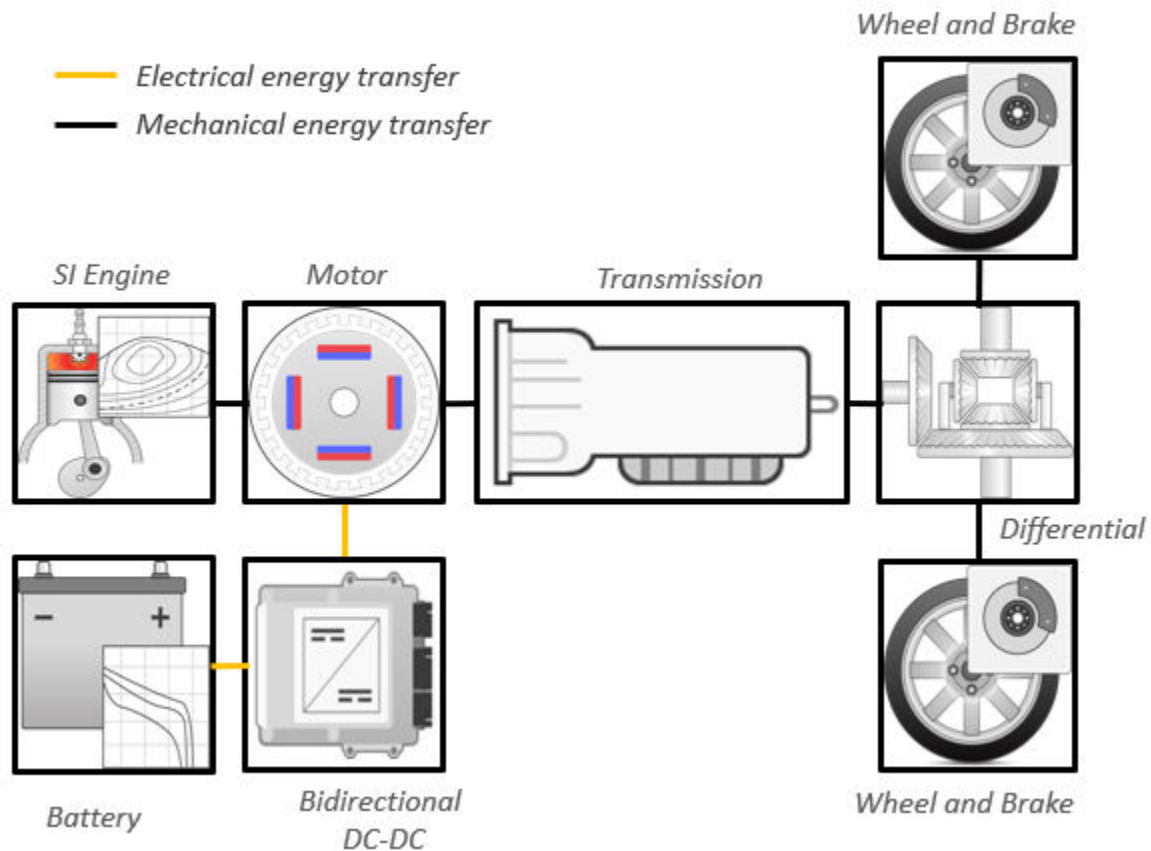 Wheel and Brake
Electrical energy transfer
Mechanical energy transfer
SI Engine
Motor
Transmission
Differential
− +
Battery
Bidirectional
DC-DC
Wheel and Brake